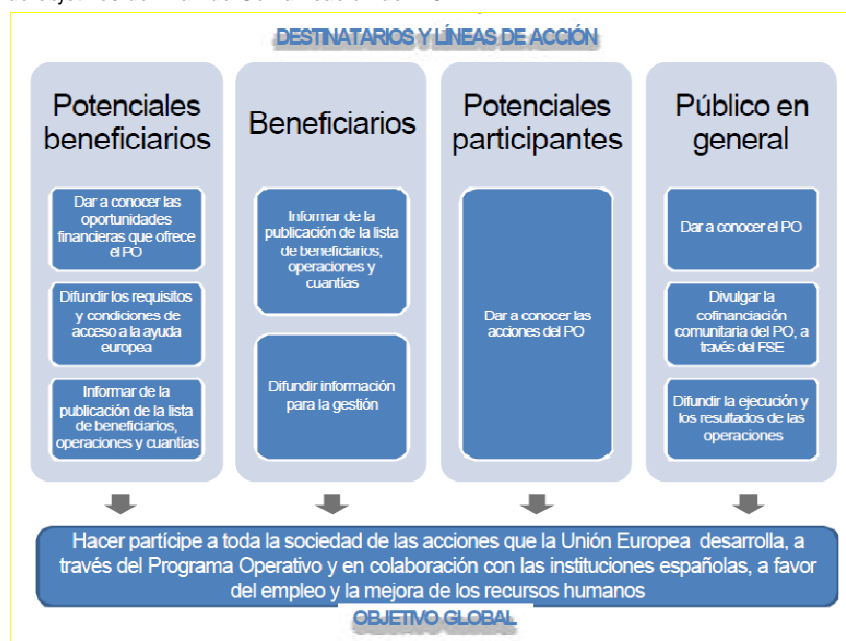 DESTINATARIOS Y LÍNEAS DE ACCIÓN
Potenciales
beneficiarios
Dar a conocer las
oportunidades
financieras que ofrece
el PO
Difundir los requisitos
y condiciones de
acceso a la ayuda
europea
Informar de la
publicación de la lista
de beneficiarios,
operaciones y cuantías
Beneficiarios
Informar de la
publicación de la lista
de beneficiarios,
operaciones y
cuantías
Difundir información
para la gestión
Potenciales
participantes
Dar a conocer las
acciones del PO
Público en
general
Dar a conocer el PO
Divulgar la
cofinanciación
comunitaria del PO, a
través del FSE
Difundir la ejecución y
los resultados de las
operaciones
Hacer partícipe a toda la sociedad de las acciones que la Unión Europea desarrolla, a
través del Programa Operativo y en colaboración con las instituciones españolas, a favor
del empleo y la mejora de los recursos humanos
OBJETIVO GLOBAL